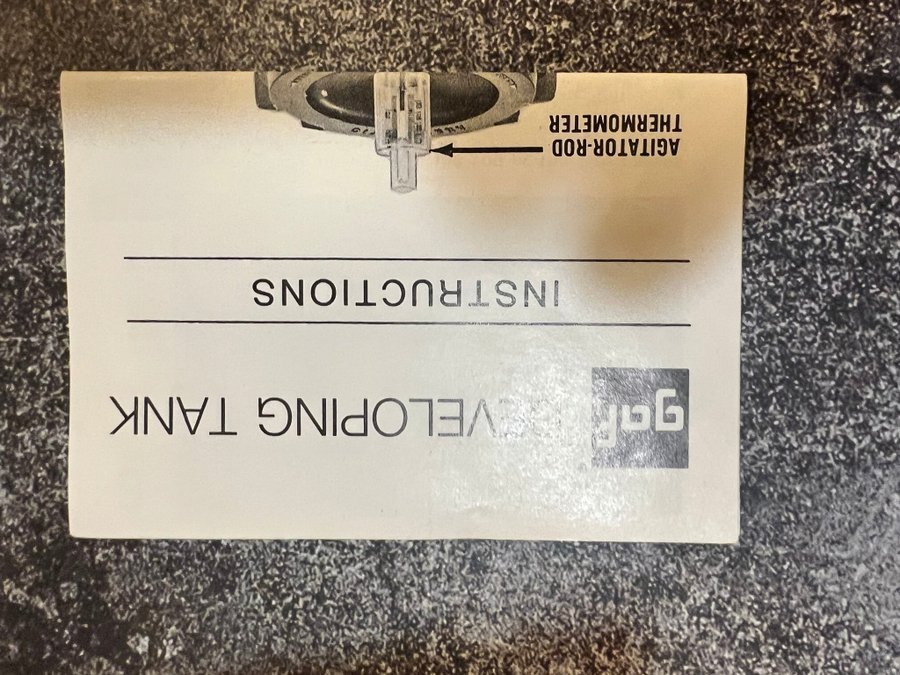 gaf DEVELOPING TANK
INSTRUCTIONS
AGITATOR-ROD
THERMOMETER